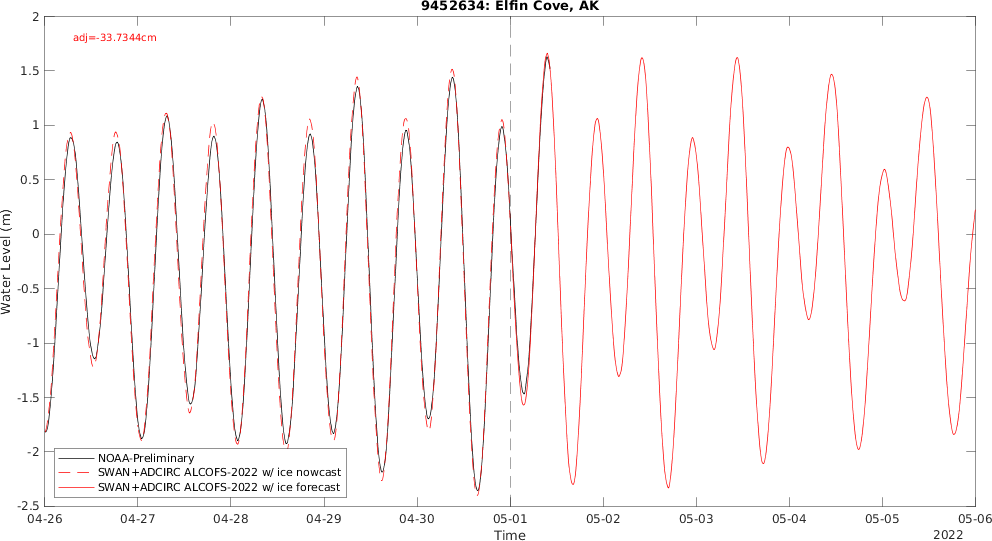 9452634: Elfin Cove, AK
adj=-33.7344cm
Water Level (m)
2
1.5
1
0.5
0
-0.5
-1
-1.5
-2
-2.5
NOAA-Preliminary
SWAN+ADCIRC ALCOFS-2022 w/ ice nowcast
SWAN+ADCIRC ALCOFS-2022 w/ ice forecast
04-26 04-27 04-28 04-29 04-30 05-01 05-02 05-03 05-04 05-05 05-06
Time
2022